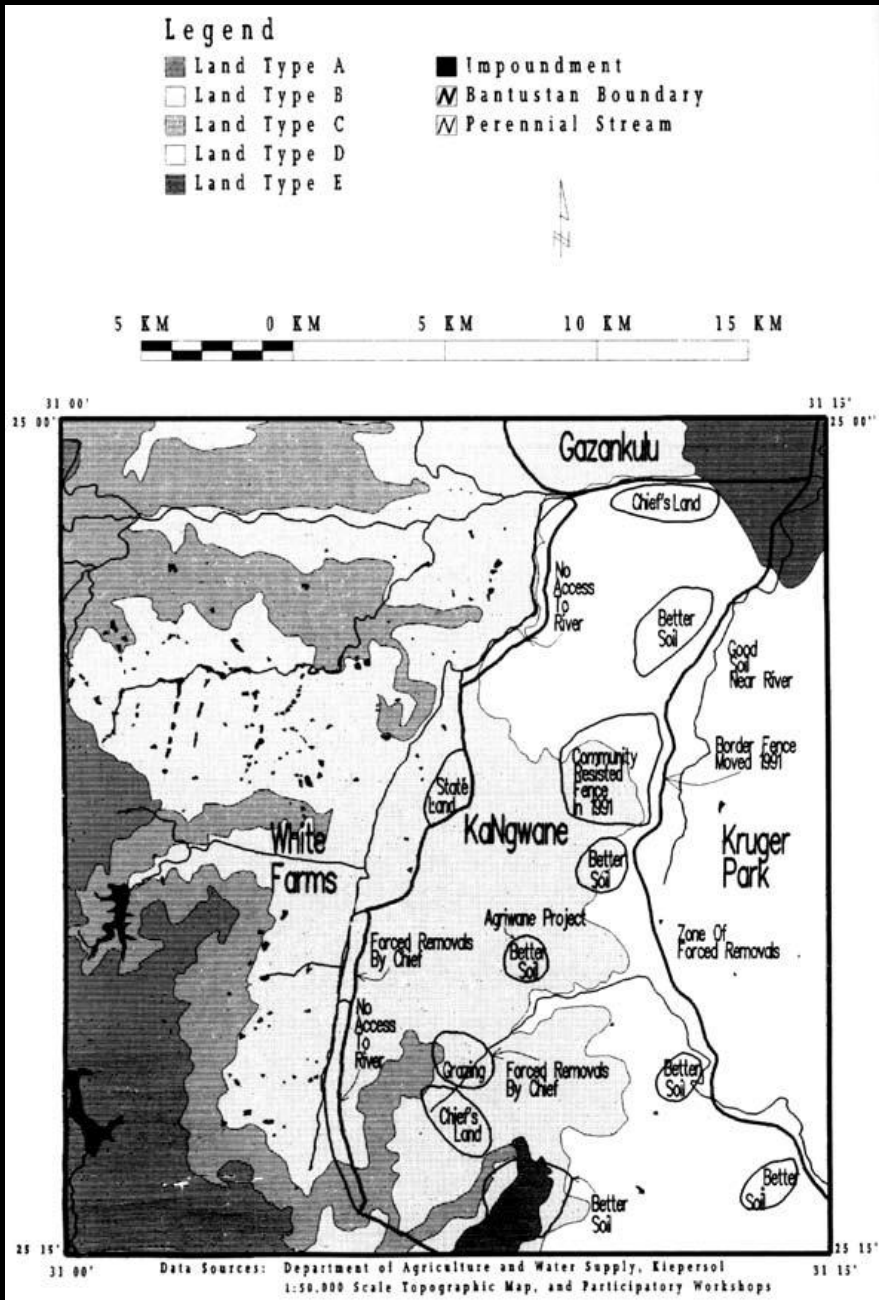 Legend
Land Type A
Land Type B
Land Type C
Land Type D
Land Type E
Impoundment
Bantustan Boundary
Perennial Stream
5 KM 0 KM 5 KM 10 KM 15 KM
31 00' 31 15'
25 00' 25 00'
Gazankulu
Chief's Land
No
Access
To
River
Better
Soil
Good
Soil
Near River
Border Fence
Moved 1991
Community
Resisted
Fence
In 1991
State
Land
KaNgwane
White
Farms
Kruger
Park
Better
Soil
Agriwane Project
Zone Of
Forced Removals
Forced Removals
By Chief
Better
Soil
No
Access
To
River
Grazing
Forced Removals
By Chief
Better
Soil
Chief's
Land
Better
Soil
Better
Soil
25 15' 25 15'
31 00' 31 15'
Data Sources: Department of Agriculture and Water Supply, Kiepersol
1:50,000 Scale Topographic Map, and Participatory Workshops